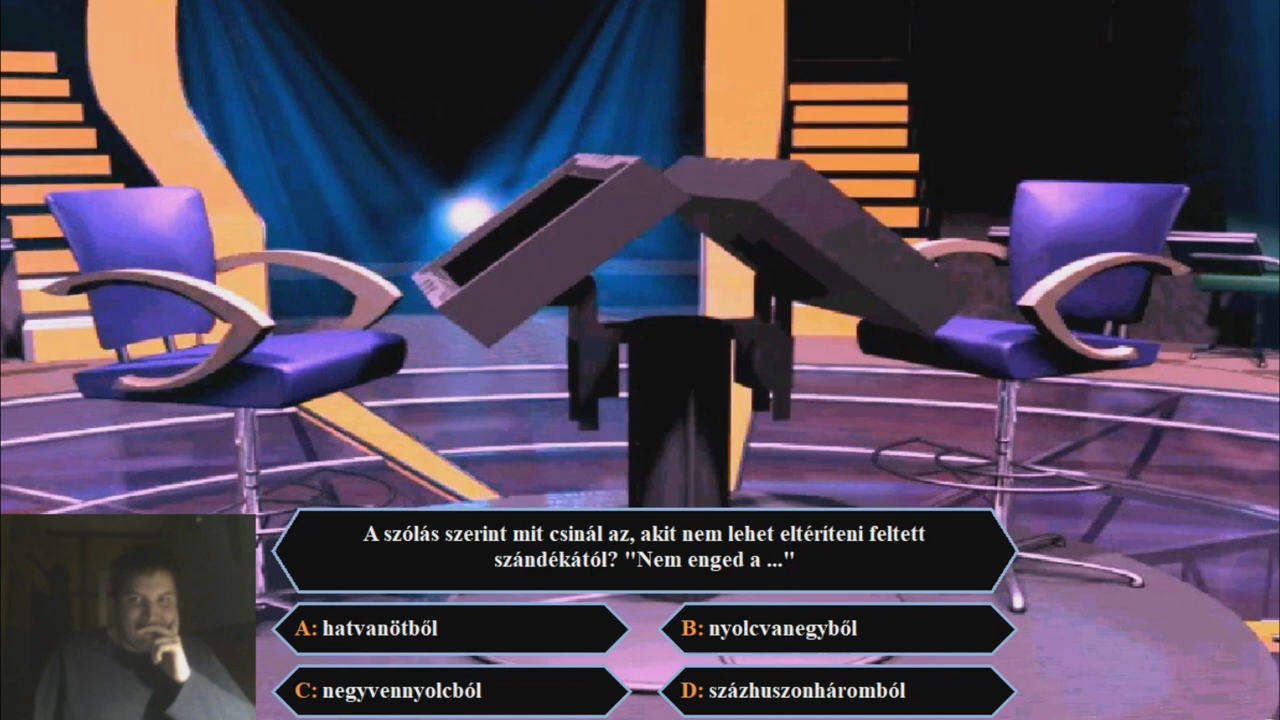 A szólás szerint mit csinál az, akit nem lehet eltéríteni feltett
szándékától? "Nem enged a ..."
A: hatvanötből
B: nyolcvanegyből
C: negyvennyolcból
D: százhuszonháromból